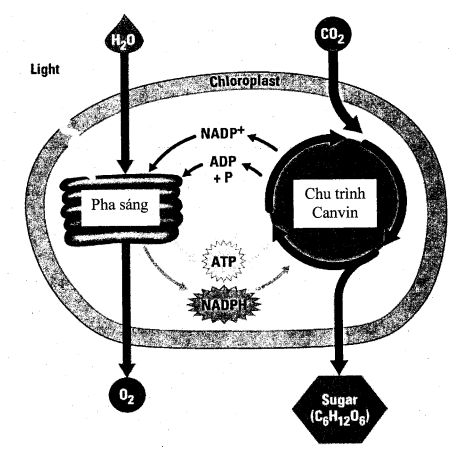 H₂O
CO₂
Light
Chloroplast
NADP⁺
ADP
+ P
Pha sáng
Chu trình
Canvin
ATP
NADPH
O₂
Sugar
(C₆H₁₂O₆)